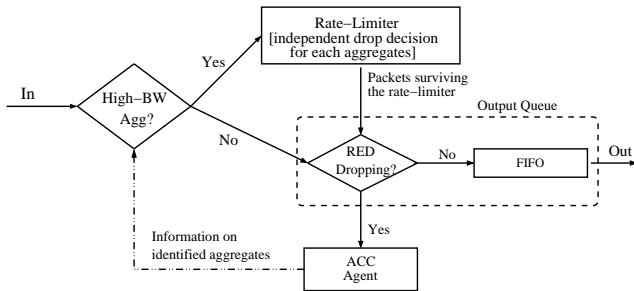 Rate-Limiter
[independent drop decision
for each aggregates]
Yes
Packets surviving
the rate-limiter
In
High-BW
Agg?
Output Queue
No
RED
Dropping?
No
FIFO
Out
Yes
Information on
identified aggregates
ACC
Agent